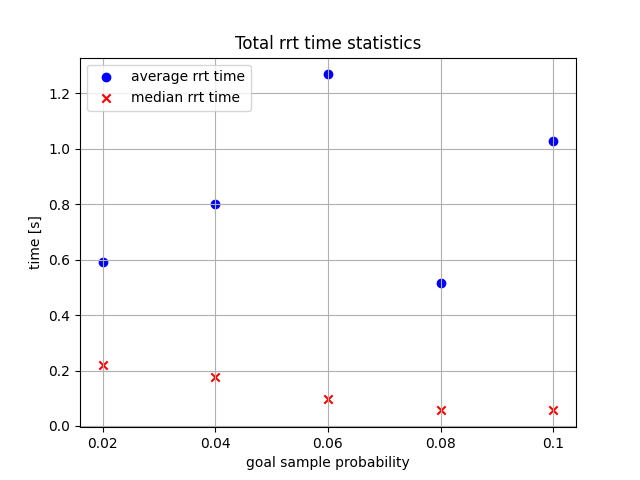 Total rrt time statistics
average rrt time
median rrt time
time [s]
1.2
1.0
0.8
0.6
0.4
0.2
0.0
0.02 0.04 0.06 0.08 0.1
goal sample probability